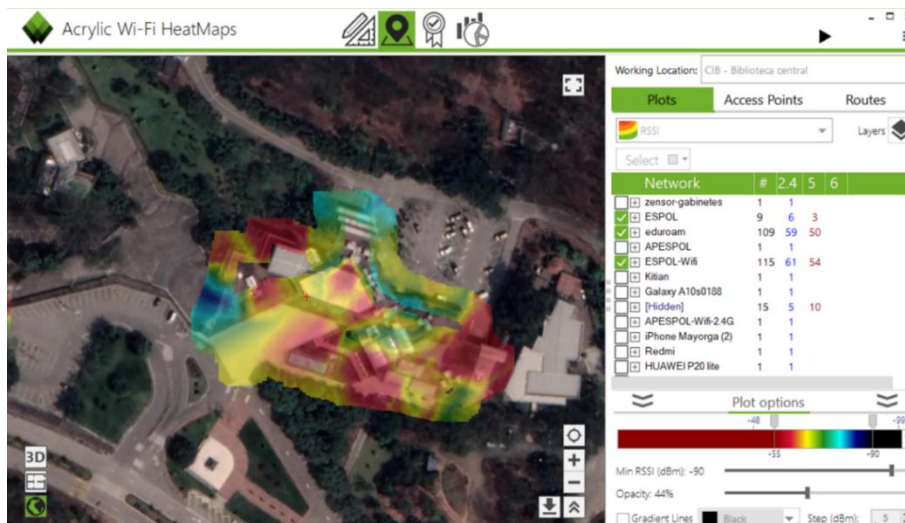 Acrylic Wi-Fi HeatMaps
Working Location: CIB - Biblioteca central
Plots Access Points Routes
RSSI Layers
Select
Network # 2.4 5 6
zensor-gabinetes 1 1
ESPOL 9 6 3
eduroam 109 59 50
APESPOL 1 1
ESPOL-Wifi 115 61 54
Kitian 1 1
Galaxy A10s0188 1 1
[Hidden] 15 5 10
APESPOL-Wifi-2.4G 1 1
iPhone Mayorga (2) 1 1
Redmi 1 1
HUAWEI P20 lite 1 1
Plot options
-48 -99
-55 -90
Min RSSI (dBm): -90
Opacity: 44%
Gradient Lines Black Step (dBm): 5
3D